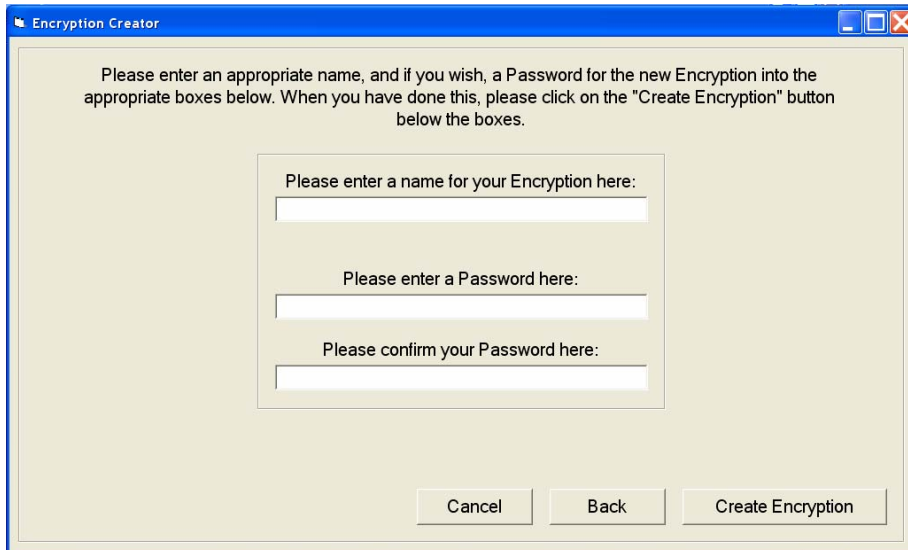 Encryption Creator
Please enter an appropriate name, and if you wish, a Password for the new Encryption into the
appropriate boxes below. When you have done this, please click on the "Create Encryption" button
below the boxes.
Please enter a name for your Encryption here:
Please enter a Password here:
Please confirm your Password here:
Cancel Back Create Encryption